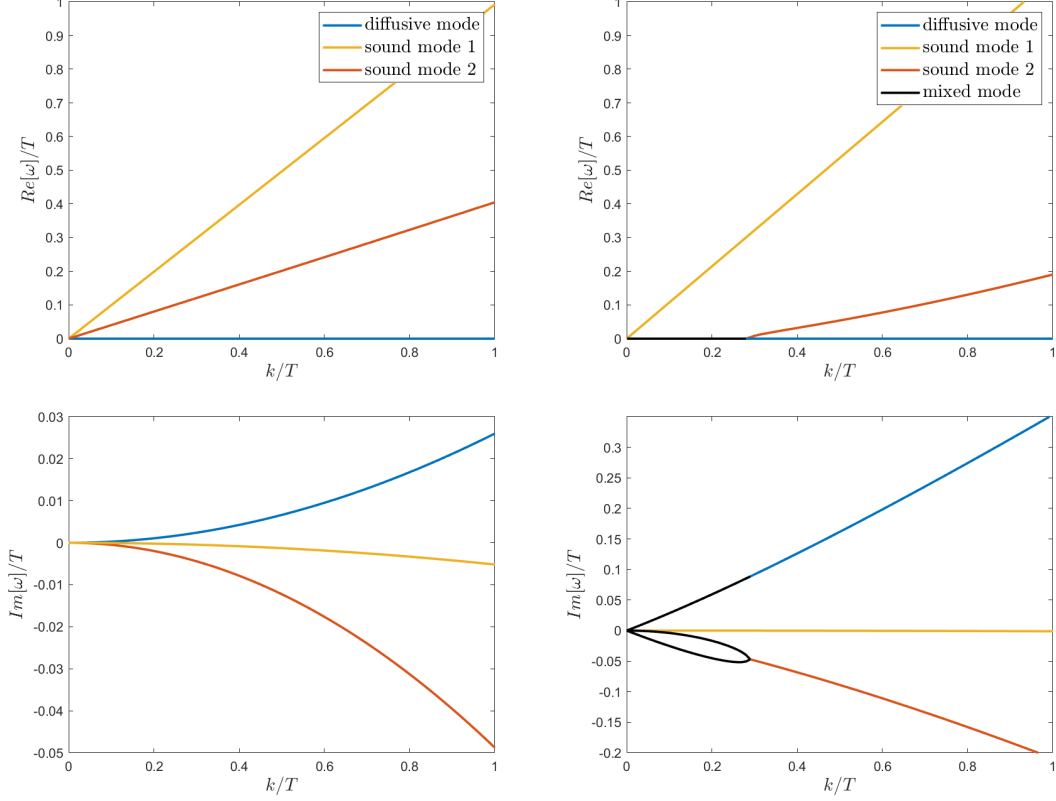 1
0.9
0.8
0.7
0.6
0.5
0.4
0.3
0.2
0.1
0
Re[ω]/T
diffusive mode
sound mode 1
sound mode 2
0 0.2 0.4 0.6 0.8 1
k/T
1
0.9
0.8
0.7
0.6
0.5
0.4
0.3
0.2
0.1
0
Re[ω]/T
diffusive mode
sound mode 1
sound mode 2
mixed mode
0 0.2 0.4 0.6 0.8 1
k/T
0.03
0.02
0.01
0
-0.01
-0.02
-0.03
-0.04
-0.05
Im[ω]/T
0 0.2 0.4 0.6 0.8 1
k/T
0.3
0.25
0.2
0.15
0.1
0.05
0
-0.05
-0.1
-0.15
-0.2
Im[ω]/T
0 0.2 0.4 0.6 0.8 1
k/T